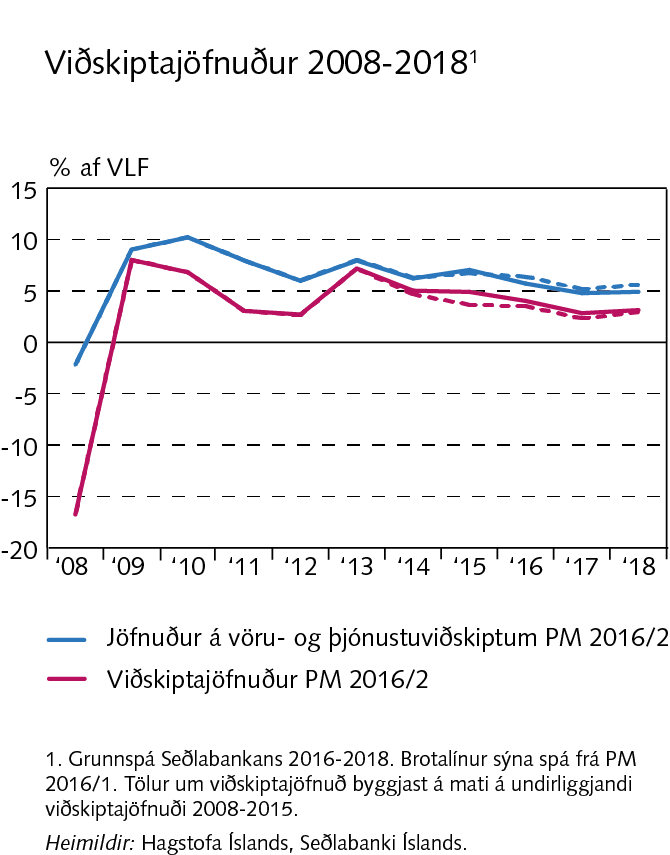 Viðskiptajöfnuður 2008-2018¹
% af VLF
15
10
5
0
-5
-10
-15
-20
‘08 ‘09 ‘10 ‘11 ‘12 ‘13 ‘14 ‘15 ‘16 ‘17 ‘18
Jöfnuður á vöru- og þjónustuviðskiptum PM 2016/2
Viðskiptajöfnuður PM 2016/2
1. Grunnspá Seðlabankans 2016-2018. Brotalínur sýna spá frá PM
2016/1. Tölur um viðskiptajöfnuð byggjast á mati á undirliggjandi
viðskiptajöfnuði 2008-2015.
Heimildir: Hagstofa Íslands, Seðlabanki Íslands.